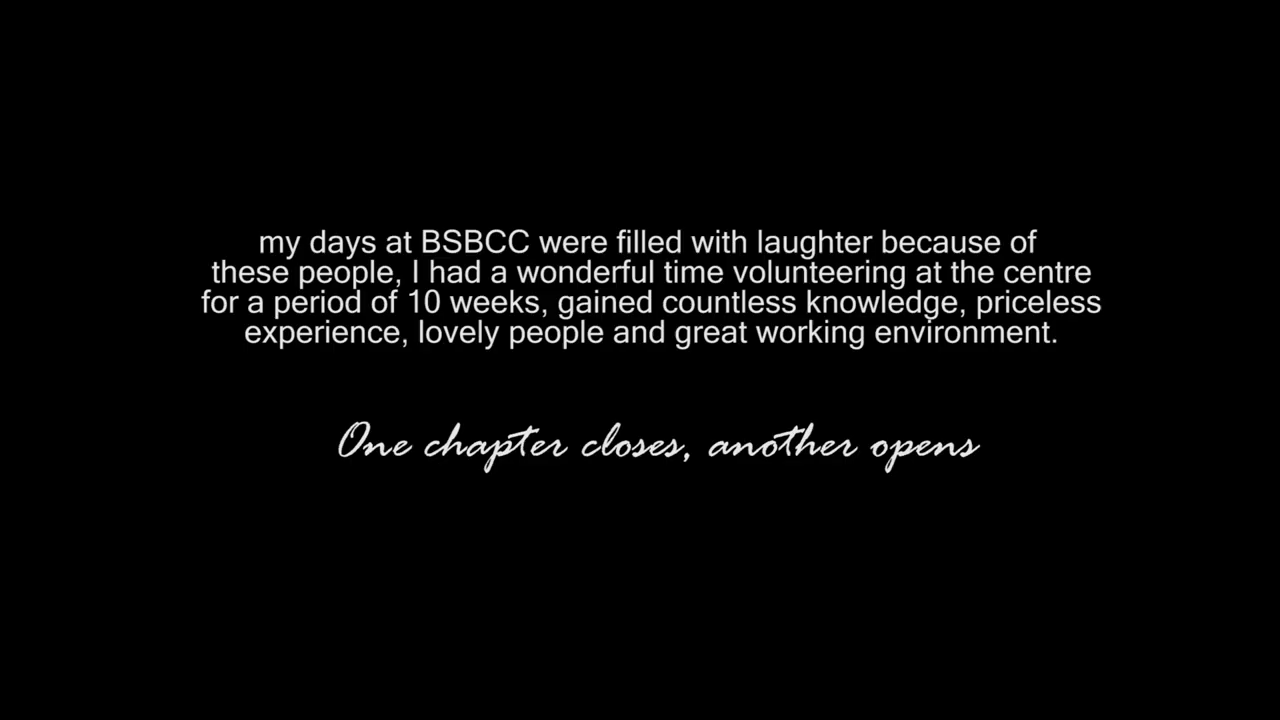 my days at BSBCC were filled with laughter because of
these people, I had a wonderful time volunteering at the centre
for a period of 10 weeks, gained countless knowledge, priceless
experience, lovely people and great working environment.
One chapter closes, another opens